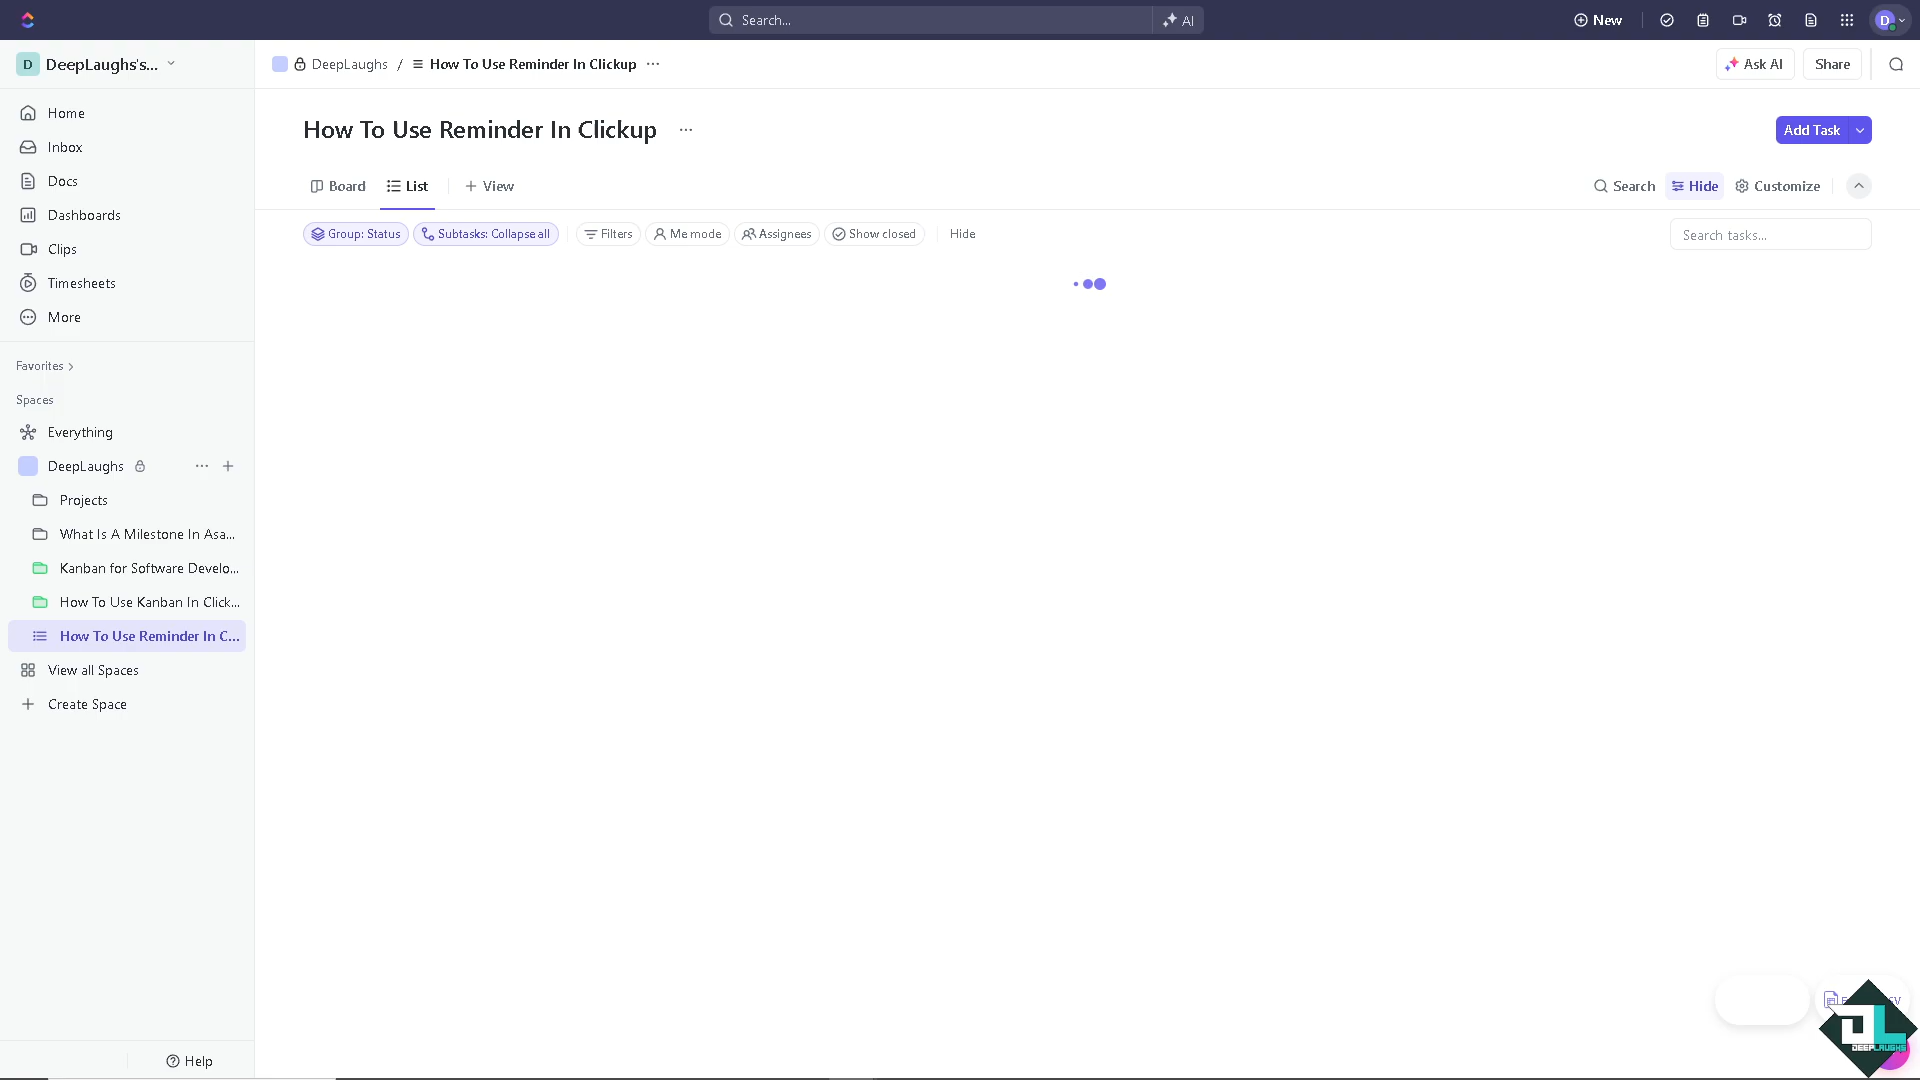 Search...
AI
New
D
D
DeepLaughs's...
DeepLaughs / How To Use Reminder In Clickup ...
Ask AI
Share
Home
Inbox
Docs
Dashboards
Clips
Timesheets
More
Favorites
Spaces
Everything
DeepLaughs
Projects
What Is A Milestone In Asa...
Kanban for Software Develo...
How To Use Kanban In Click...
How To Use Reminder In C...
View all Spaces
Create Space
Help
How To Use Reminder In Clickup ...
Add Task
Board
List
View
Search
Hide
Customize
Group: Status
Subtasks: Collapse all
Filters
Me mode
Assignees
Show closed
Hide
Search tasks...
DEEPLAUGHS